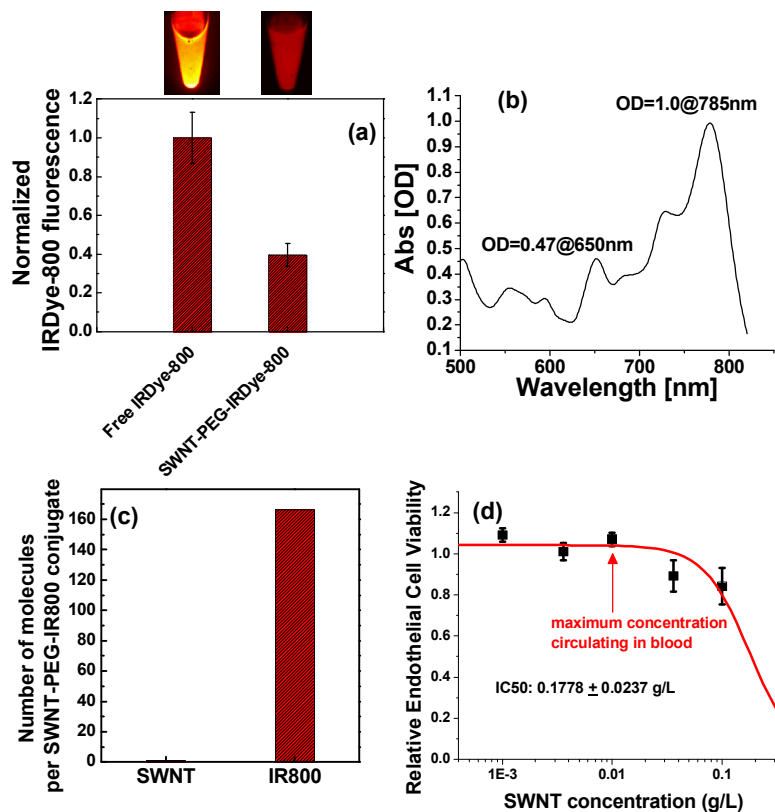 Normalized
IRDye-800 fluorescence
1.2
1.0
0.8
0.6
0.4
0.2
0.0
(a)
Free IRDye-800
SWNT-PEG-IRDye-800
Abs [OD]
1.1
1.0
0.9
0.8
0.7
0.6
0.5
0.4
0.3
0.2
0.1
(b)
OD=1.0@785nm
OD=0.47@650nm
500 600 700 800
Wavelength [nm]
Number of molecules
per SWNT-PEG-IR800 conjugate
160
140
120
100
80
60
40
20
0
(c)
SWNT IR800
Relative Endothelial Cell Viability
1.2
1.0
0.8
0.6
0.4
0.2
0.0
(d)
maximum concentration
circulating in blood
IC50: 0.1778 ± 0.0237 g/L
1E-3 0.01 0.1
SWNT concentration (g/L)